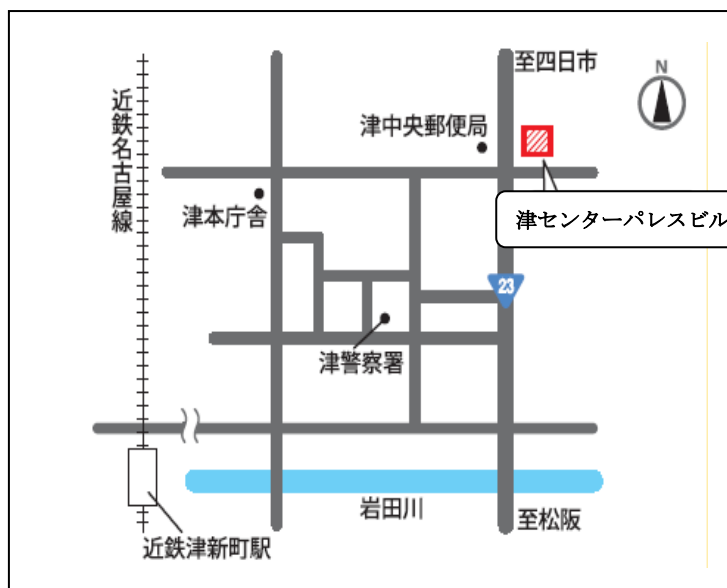 至四日市
N
近鉄名古屋線
津中央郵便局
津本庁舎
津センターパレスビル
23
津警察署
岩田川
至松阪
近鉄津新町駅